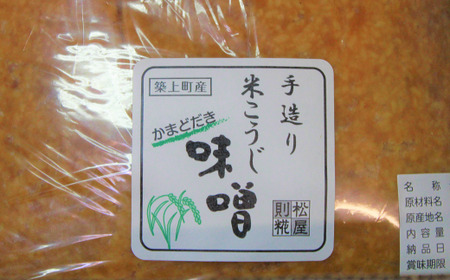 築上町産
手造り
米こうじ
かまどだき
味噌
松屋
則糀
名称
原材料名
原産地名
内容量
納品日
賞味期限